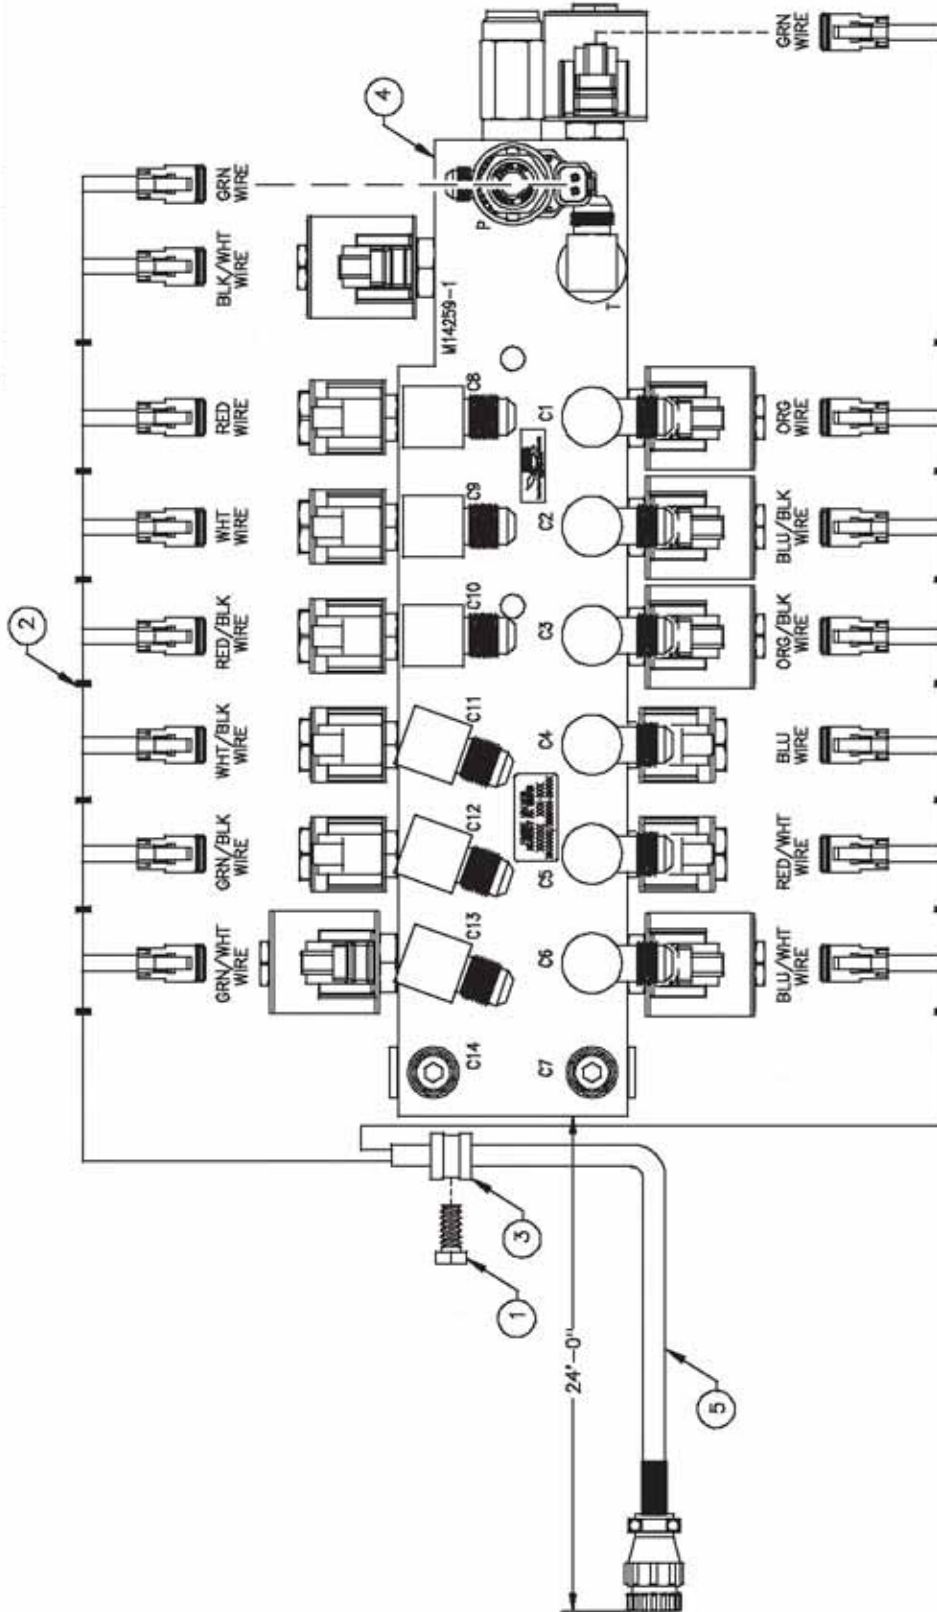 GRN
WIRE
4
GRN
WIRE
BLK/WHT
WIRE
P
T
M14259-1
RED
WIRE
C8
C1
ORG
WIRE
WHT
WIRE
C9
C2
BLU/BLK
WIRE
2
RED/BLK
WIRE
C10
C3
ORG/BLK
WIRE
WHT/BLK
WIRE
C11
C4
BLU
WIRE
GRN/BLK
WIRE
C12
C5
RED/WHT
WIRE
GRN/WHT
WIRE
C13
C6
BLU/WHT
WIRE
C14
C7
3
1
24'-0"
5